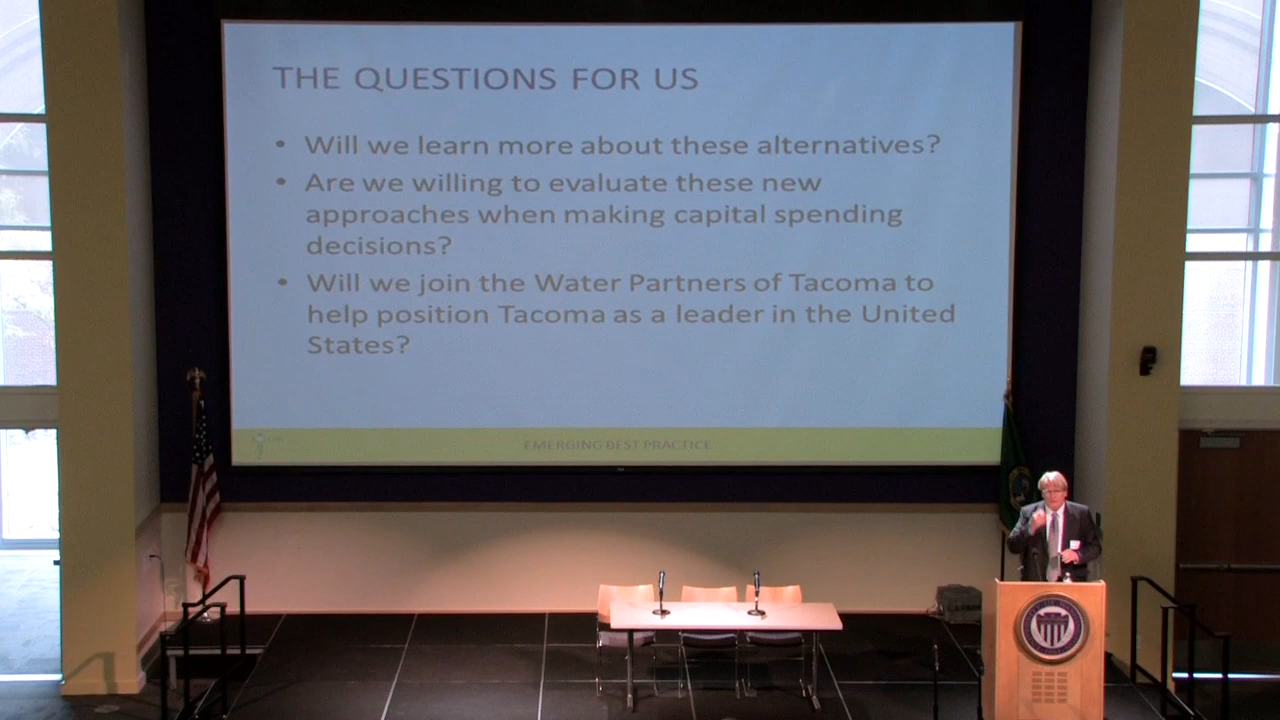 THE QUESTIONS FOR US
• Will we learn more about these alternatives?
• Are we willing to evaluate these new
approaches when making capital spending
decisions?
• Will we join the Water Partners of Tacoma to
help position Tacoma as a leader in the United
States?
EMERGING BEST PRACTICE